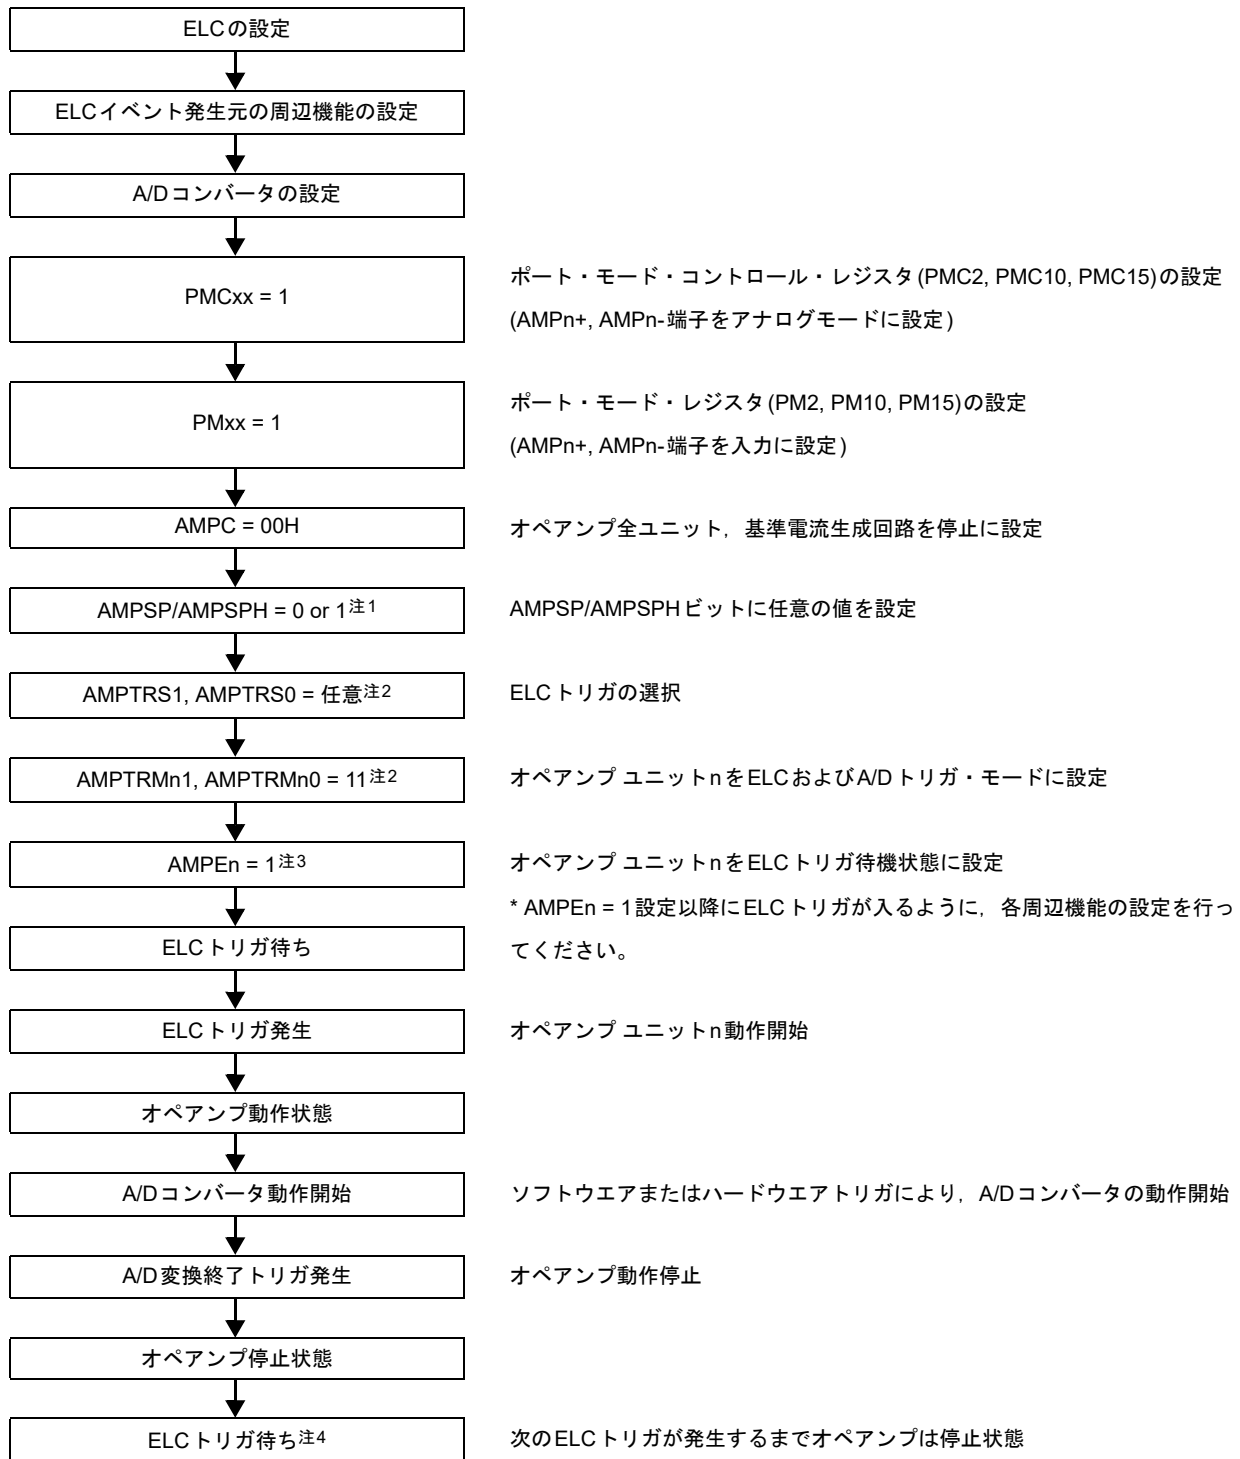 ELCの設定
ELCイベント発生元の周辺機能の設定
A/Dコンバータの設定
PMCxx = 1
ポート・モード・コントロール・レジスタ(PMC2, PMC10, PMC15)の設定
(AMPn+, AMPn-端子をアナログモードに設定)
PMxx = 1
ポート・モード・レジスタ(PM2, PM10, PM15)の設定
(AMPn+, AMPn-端子を入力に設定)
AMPC = 00H
オペアンプ全ユニット，基準電流生成回路を停止に設定
AMPSP/AMPSPH = 0 or 1注1
AMPSP/AMPSPHビットに任意の値を設定
AMPTRS1, AMPTRS0 = 任意注2
ELCトリガの選択
AMPTRMn1, AMPTRMn0 = 11注2
オペアンプ ユニットnをELCおよびA/Dトリガ・モードに設定
AMPEn = 1注3
オペアンプ ユニットnをELCトリガ待機状態に設定
* AMPEn = 1設定以降にELCトリガが入るように，各周辺機能の設定を行っ
てください。
ELCトリガ待ち
ELCトリガ発生
オペアンプ ユニットn動作開始
オペアンプ動作状態
A/Dコンバータ動作開始
ソフトウエアまたはハードウエアトリガにより，A/Dコンバータの動作開始
A/D変換終了トリガ発生
オペアンプ動作停止
オペアンプ停止状態
ELCトリガ待ち注4
次のELCトリガが発生するまでオペアンプは停止状態